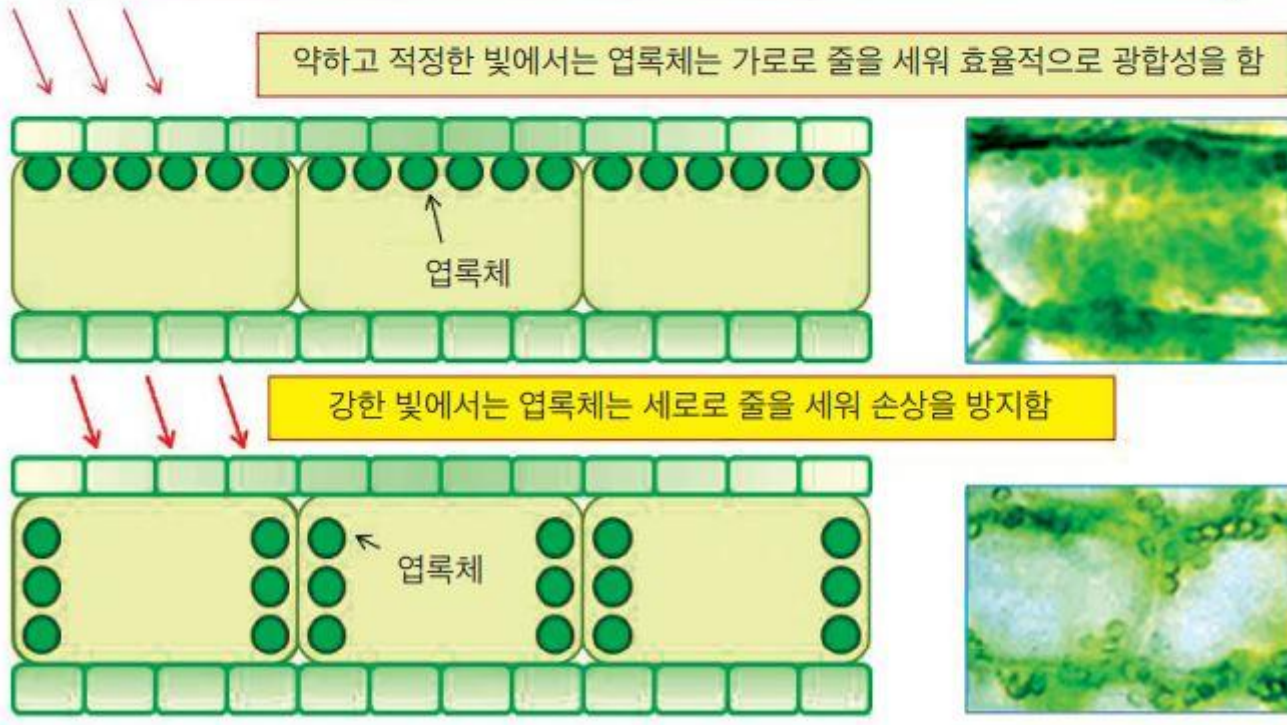 약하고 적정한 빛에서는 엽록체는 가로로 줄을 세워 효율적으로 광합성을 함
엽록체
강한 빛에서는 엽록체는 세로로 줄을 세워 손상을 방지함
엽록체